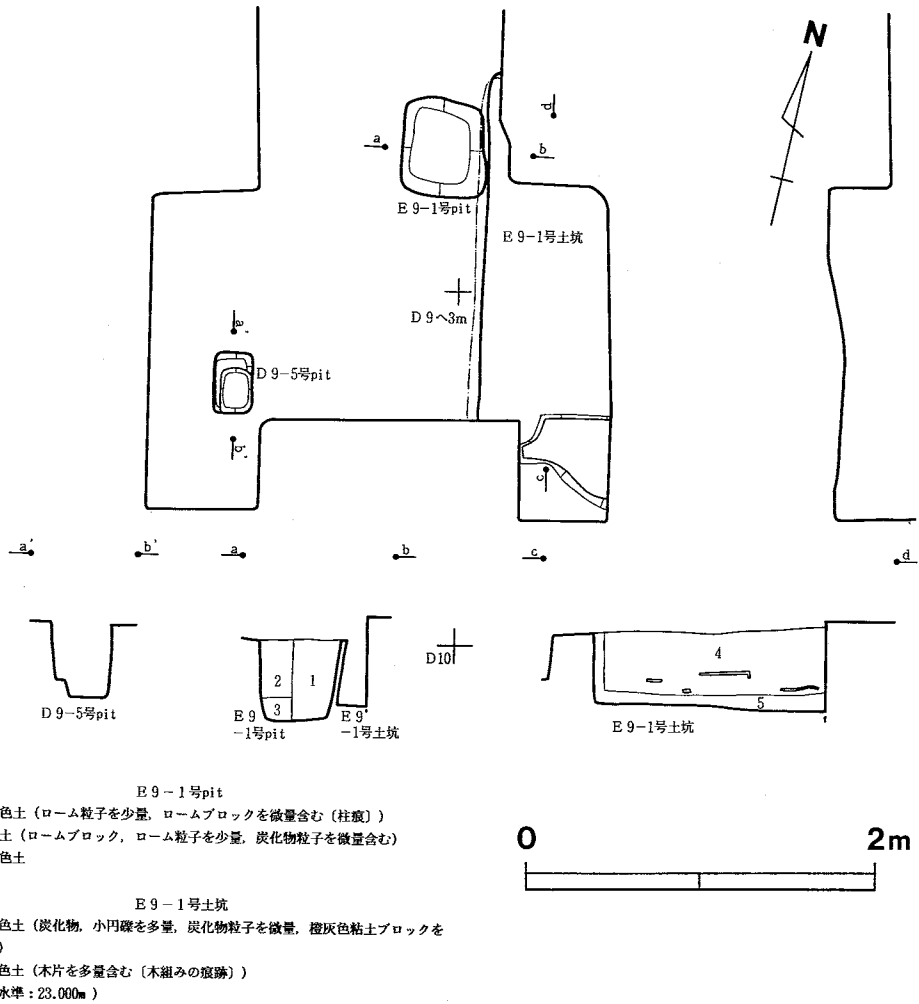 N
a
b
d
E 9-1号pit
E 9-1号土坑
D 9へ3m
a'
D 9-5号pit
b'
c
a'
b'
a
b
c
d
2
1
3
4
5
D10
D 9-5号pit
E 9
-1号pit
E 9
-1号土坑
E 9-1号土坑
E 9-1号pit
色土（ローム粒子を少量，ロームブロックを微量含む〔柱痕〕）
土（ロームブロック，ローム粒子を少量，炭化物粒子を微量含む）
色土
E 9-1号土坑
色土（炭化物，小円礫を多量，炭化物粒子を微量，橙灰色粘土ブロックを
）
色土（木片を多量含む〔木組みの痕跡〕）
水準：23.000m）
0
2m